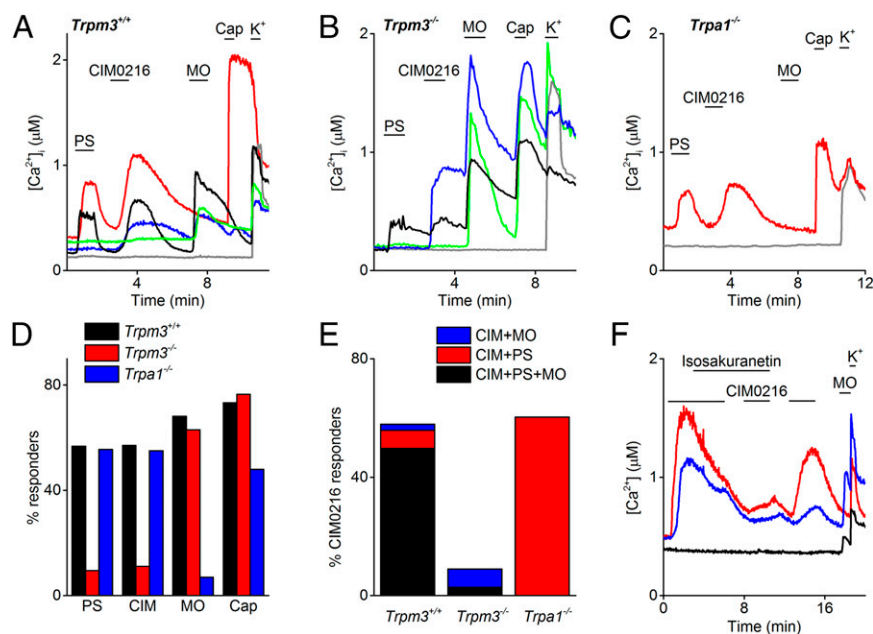 A
Trpm3+/+
Cap
K+
CIM0216
MO
PS
[Ca2+]i (μM)
2
1
0
0
4
8
Time (min)
B
Trpm3-/-
MO
Cap
K+
CIM0216
PS
[Ca2+]i (μM)
2
1
0
4
8
Time (min)
C
Trpa1-/-
Cap
K+
MO
CIM0216
PS
[Ca2+]i (μM)
2
1
0
0
4
8
12
Time (min)
D
Trpm3+/+
Trpm3-/-
Trpa1-/-
% responders
80
40
0
PS
CIM
MO
Cap
E
CIM+MO
CIM+PS
CIM+PS+MO
% CIM0216 responders
80
40
0
Trpm3+/+
Trpm3-/-
Trpa1-/-
F
K+
Isosakuranetin
CIM0216
MO
[Ca2+]i (μM)
2
1
0
0
8
16
Time (min)